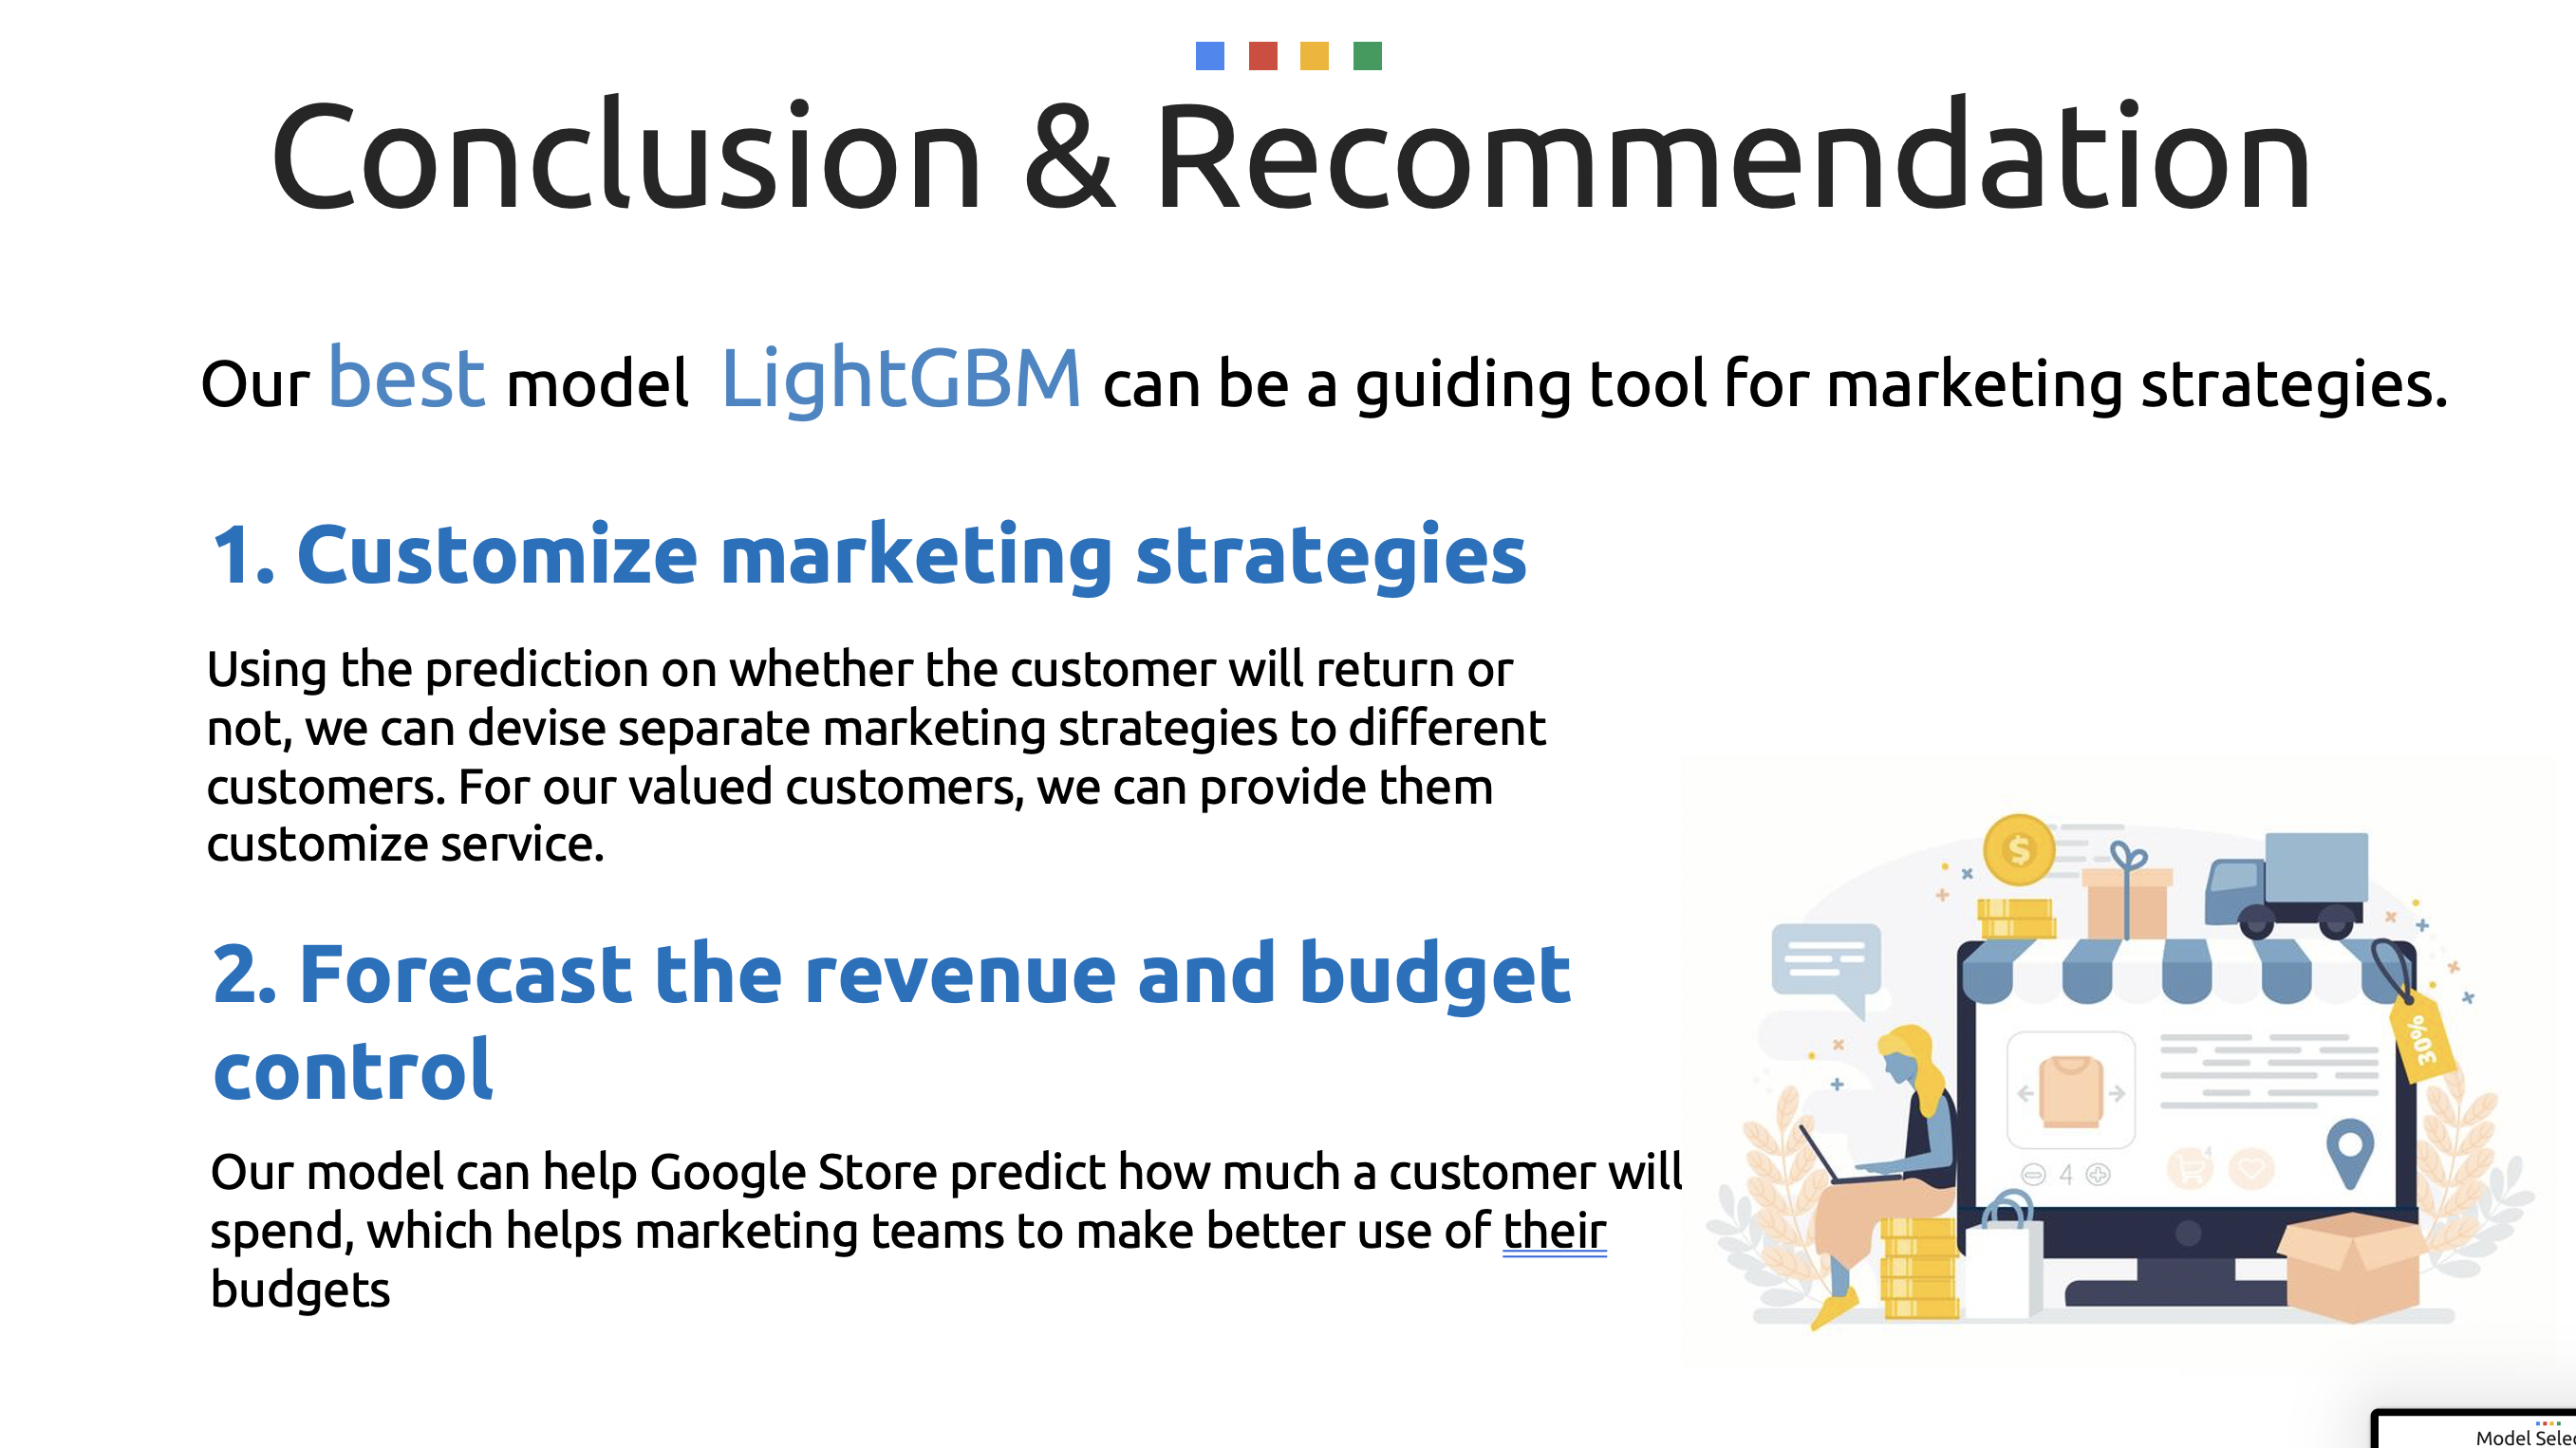 Conclusion & Recommendation
Our best model LightGBM can be a guiding tool for marketing strategies.
1. Customize marketing strategies
Using the prediction on whether the customer will return or
not, we can devise separate marketing strategies to different
customers. For our valued customers, we can provide them
customize service.
2. Forecast the revenue and budget
control
Our model can help Google Store predict how much a customer will
spend, which helps marketing teams to make better use of their
budgets
$
30%
4
4
Model